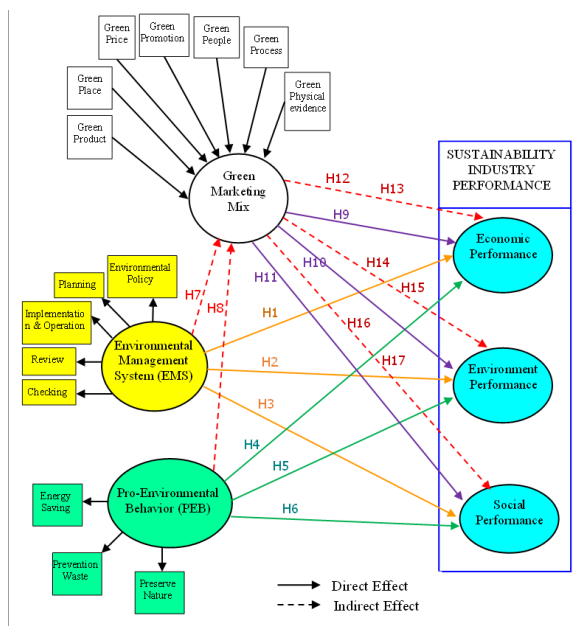 Green
Price
Green
Promotion
Green
People
Green
Process
Green
Place
Green
Physical
evidence
Green
Product
Green
Marketing
Mix
SUSTAINABILITY
INDUSTRY
PERFORMANCE
H12
H13
H9
H10
H11
H14
H15
H16
H17
Economic
Performance
Environmental
Policy
Planning
Implementatio
n & Operation
Review
Checking
Environmental
Management
System (EMS)
H7
H8
H1
H2
H3
Environment
Performance
H4
H5
H6
Energy
Saving
Pro-Environmental
Behavior (PEB)
Social
Performance
Prevention
Waste
Preserve
Nature
Direct Effect
Indirect Effect